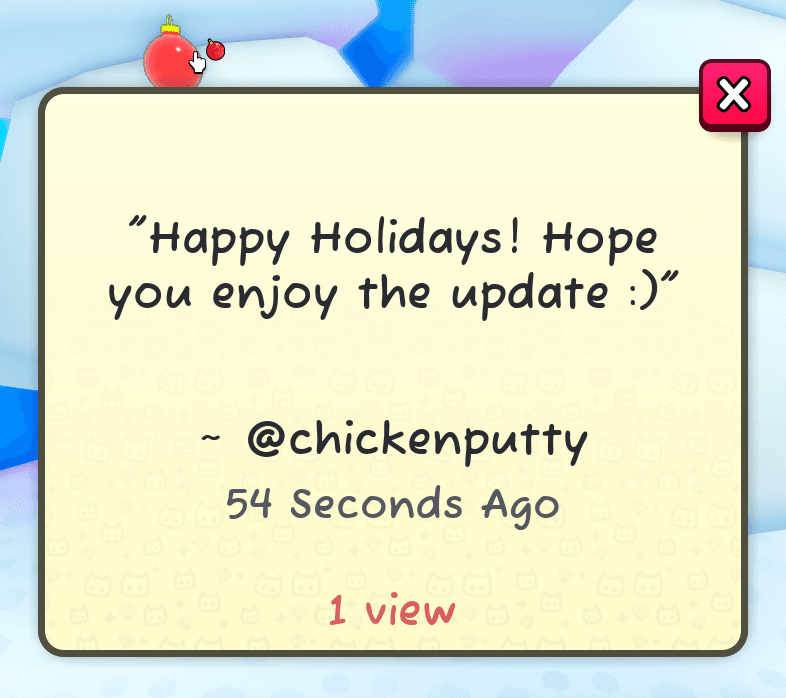 "Happy Holidays! Hope
you enjoy the update :)"
~ @chickenputty
54 Seconds Ago
1 view